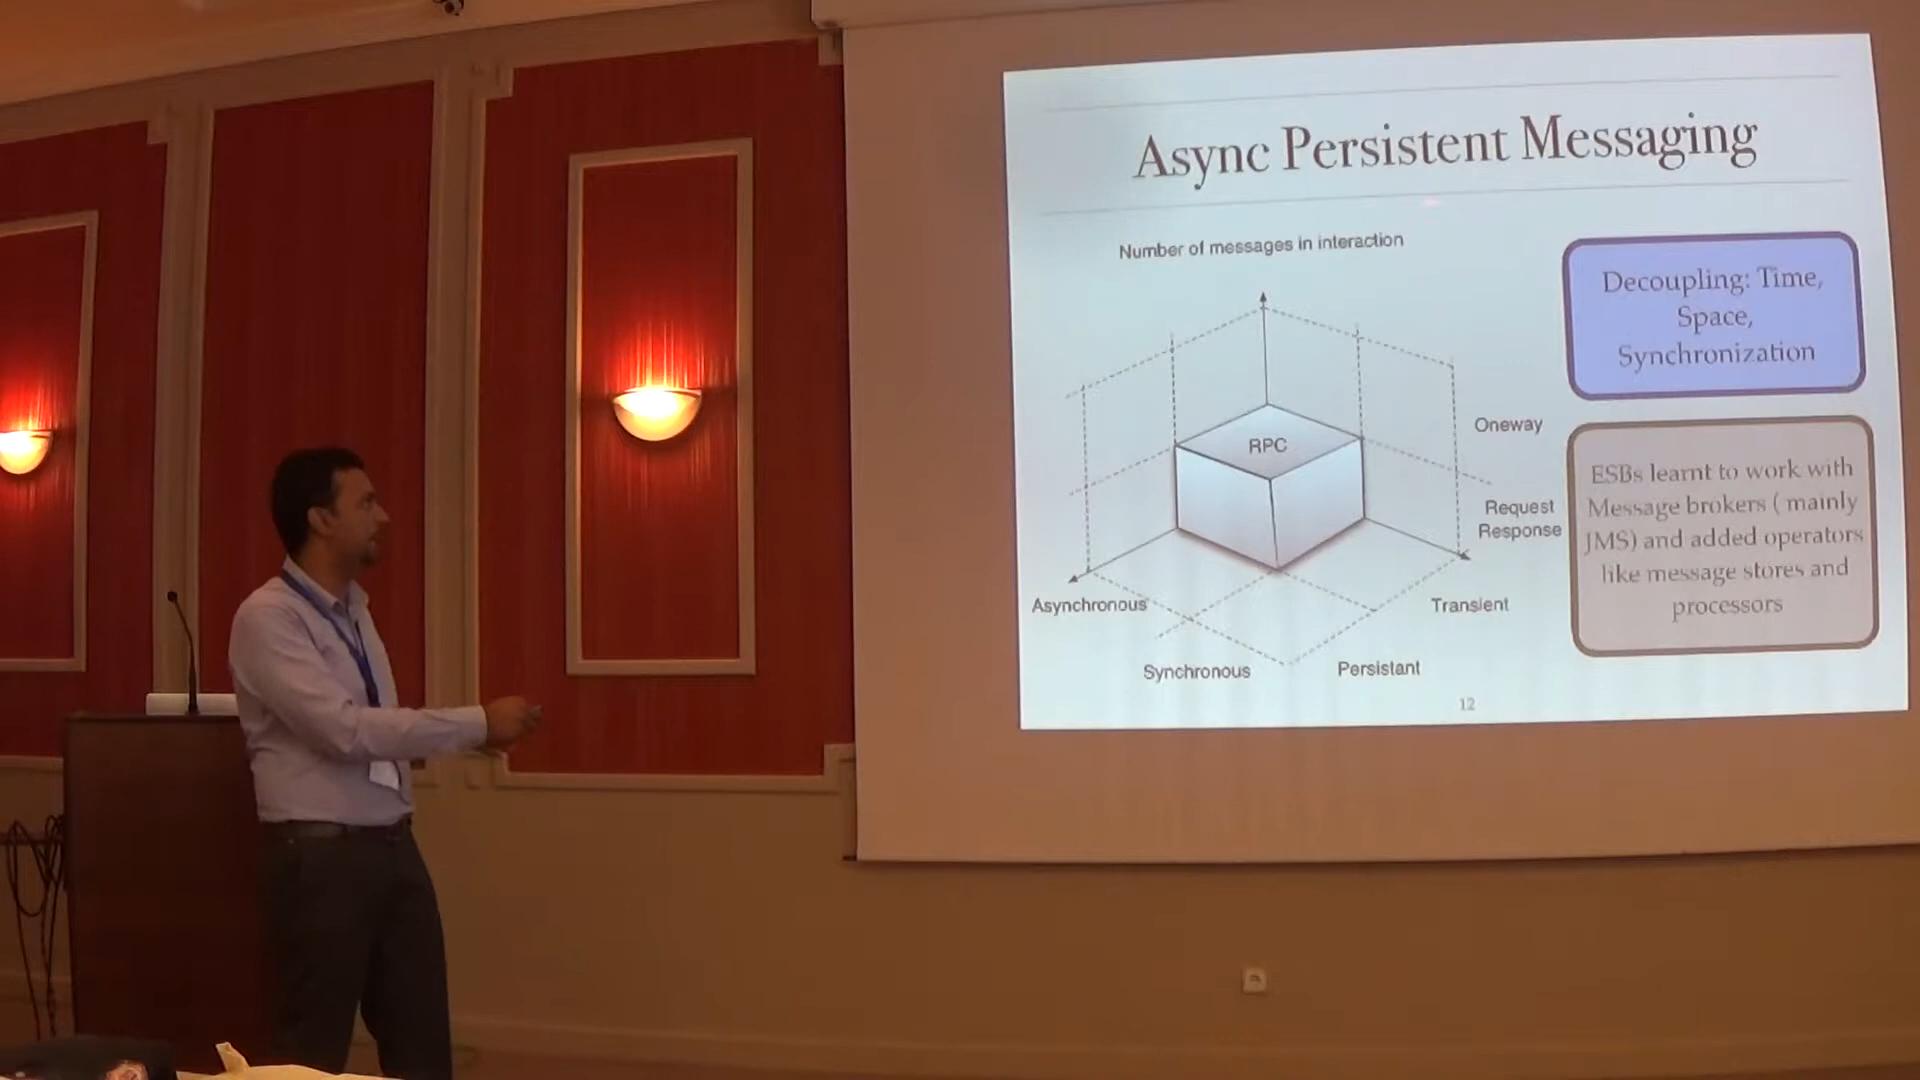 Async Persistent Messaging
Number of messages in interaction
RPC
Oneway
Request
Response
Asynchronous
Transient
Synchronous
Persistant
Decoupling: Time,
Space,
Synchronization
ESBs learnt to work with
Message brokers ( mainly
JMS) and added operators
like message stores and
processors
12